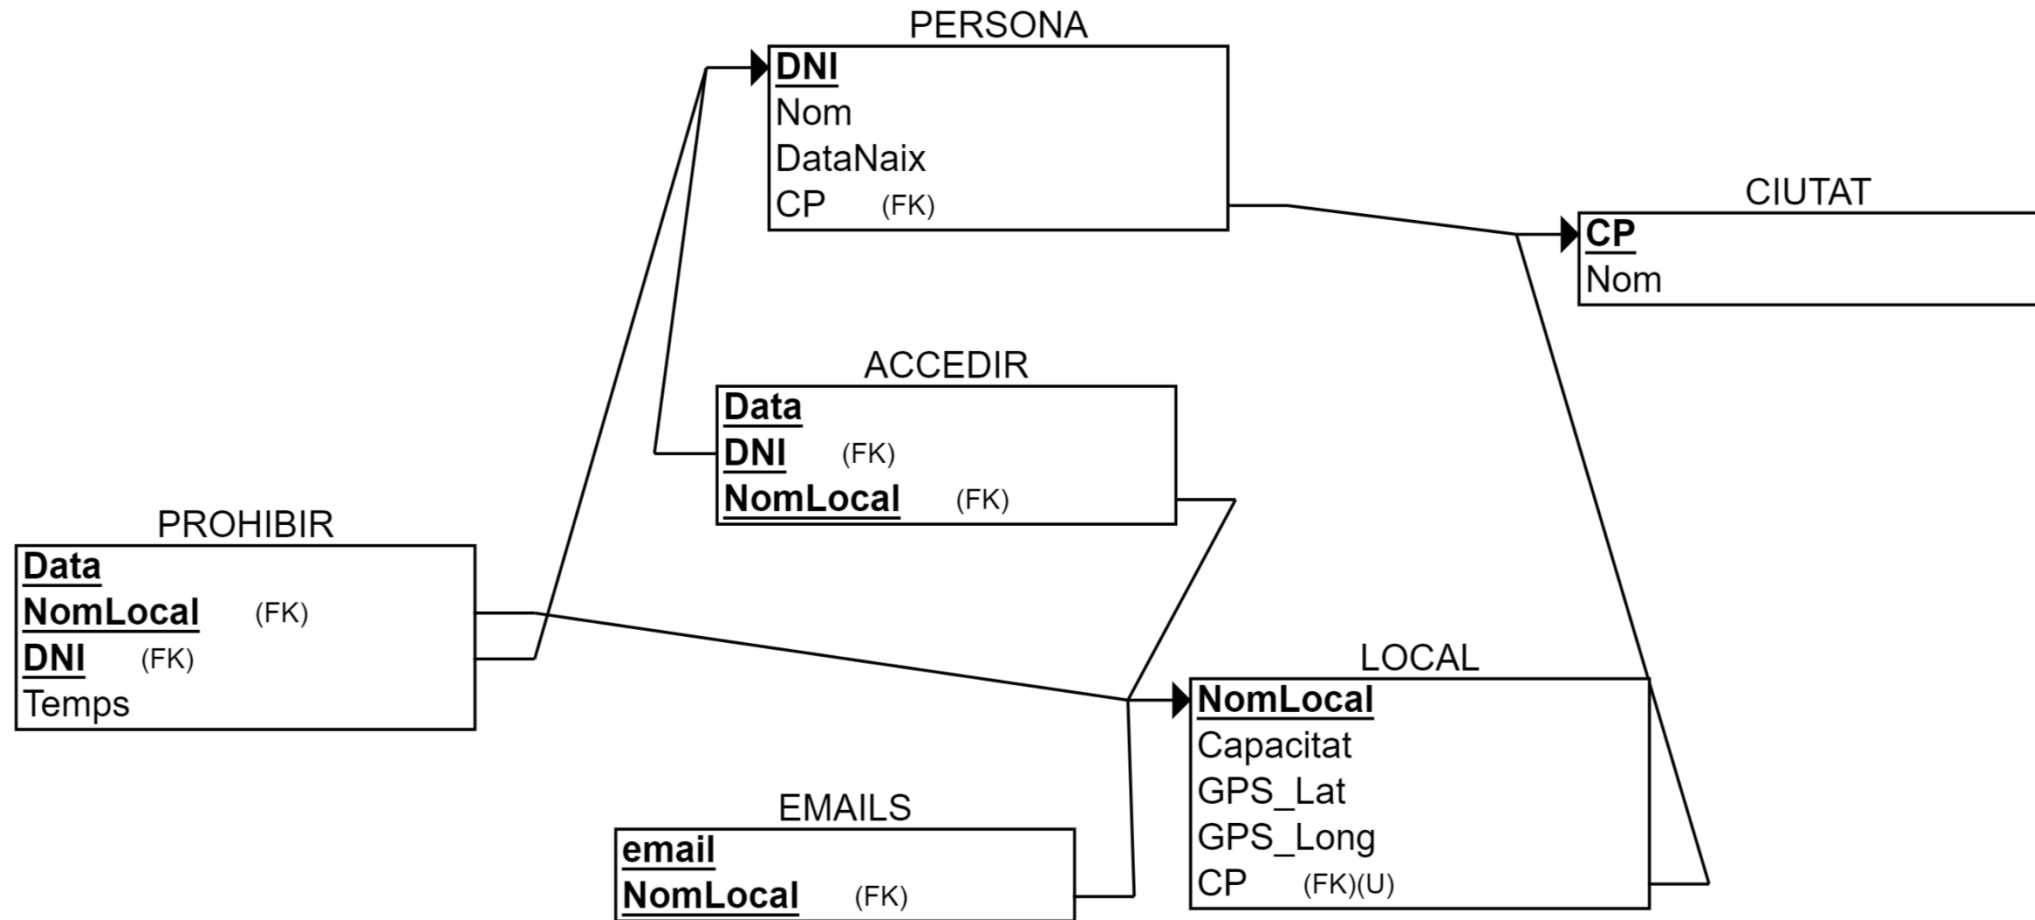 PERSONA
DNI
Nom
DataNaix
CP (FK)
CIUTAT
CP
Nom
ACCEDIR
Data
DNI (FK)
NomLocal (FK)
PROHIBIR
Data
NomLocal (FK)
DNI (FK)
Temps
LOCAL
NomLocal
Capacitat
GPS_Lat
GPS_Long
CP (FK)(U)
EMAILS
email
NomLocal (FK)